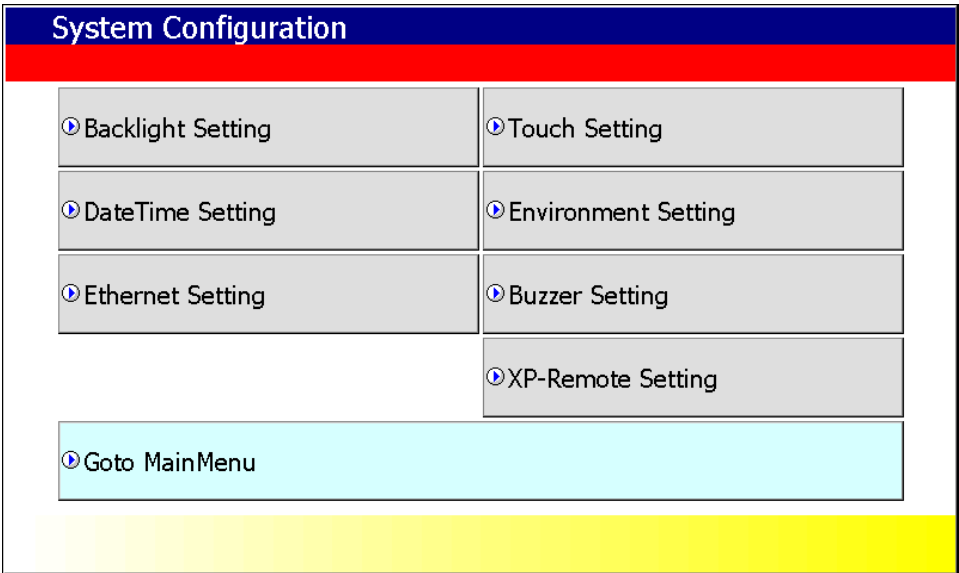 System Configuration
Backlight Setting
Touch Setting
DateTime Setting
Environment Setting
Ethernet Setting
Buzzer Setting
XP-Remote Setting
Goto MainMenu